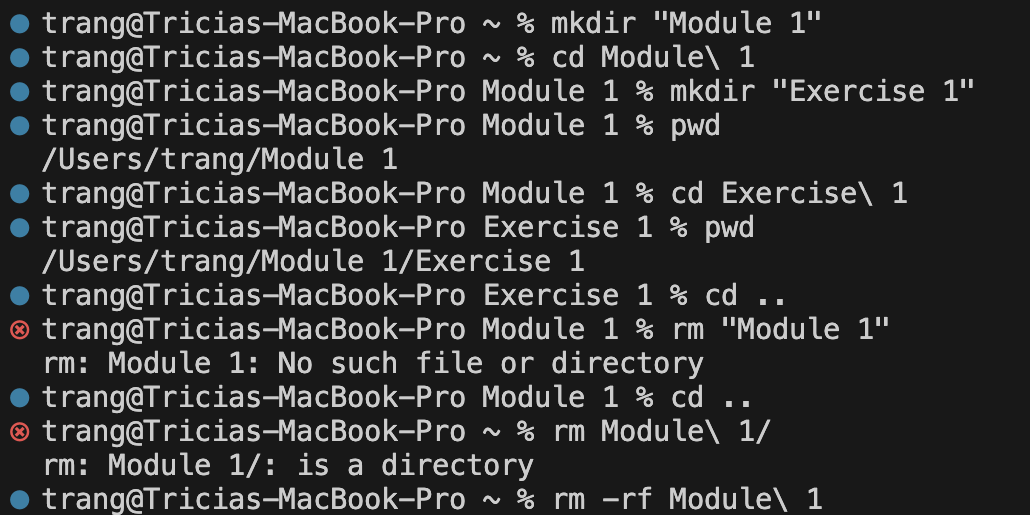 trang@Tricias-MacBook-Pro ~ % mkdir "Module 1"
trang@Tricias-MacBook-Pro ~ % cd Module\ 1
trang@Tricias-MacBook-Pro Module 1 % mkdir "Exercise 1"
trang@Tricias-MacBook-Pro Module 1 % pwd
/Users/trang/Module 1
trang@Tricias-MacBook-Pro Module 1 % cd Exercise\ 1
trang@Tricias-MacBook-Pro Exercise 1 % pwd
/Users/trang/Module 1/Exercise 1
trang@Tricias-MacBook-Pro Exercise 1 % cd ..
trang@Tricias-MacBook-Pro Module 1 % rm "Module 1"
rm: Module 1: No such file or directory
trang@Tricias-MacBook-Pro Module 1 % cd ..
trang@Tricias-MacBook-Pro ~ % rm Module\ 1/
rm: Module 1/: is a directory
trang@Tricias-MacBook-Pro ~ % rm -rf Module\ 1